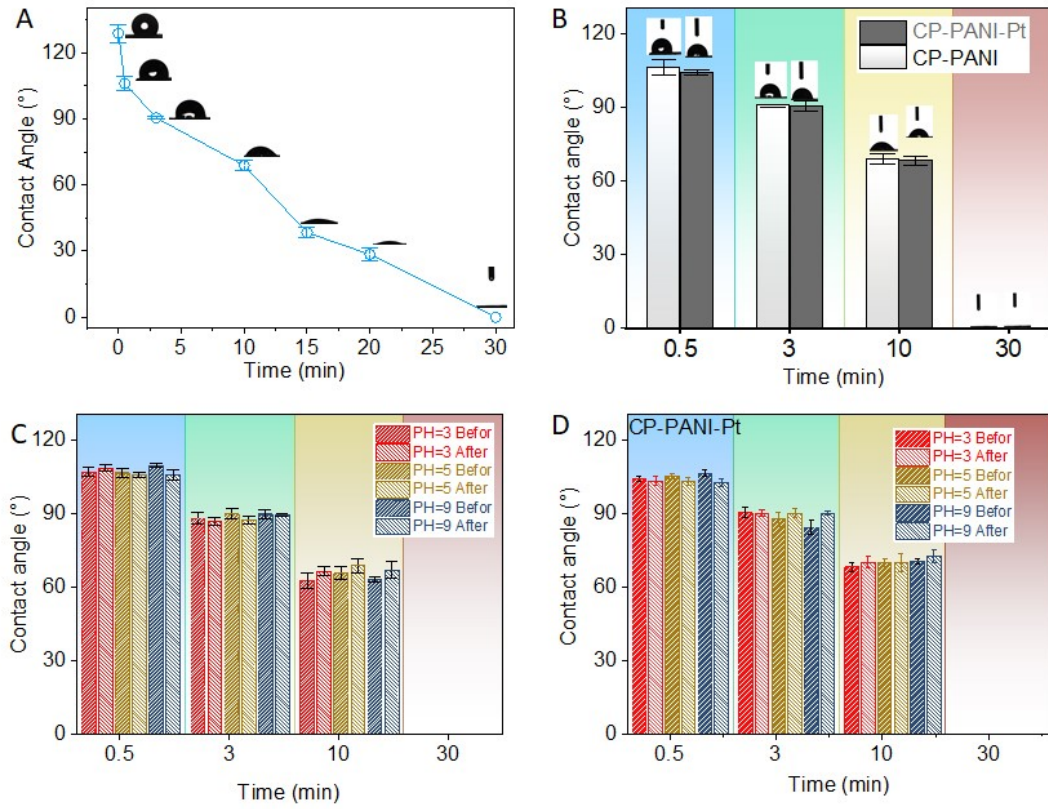 A
Contact Angle (°)
120
90
60
30
0
0 5 10 15 20 25 30
Time (min)
B
Contact angle (°)
120
90
60
30
0
CP-PANI-Pt
CP-PANI
0.5 3 10 30
Time (min)
C
Contact angle (°)
120
90
60
30
0
PH=3 Befor
PH=3 After
PH=5 Befor
PH=5 After
PH=9 Befor
PH=9 After
0.5 3 10 30
Time (min)
D
CP-PANI-Pt
Contact angle (°)
120
90
60
30
0
PH=3 Befor
PH=3 After
PH=5 Befor
PH=5 After
PH=9 Befor
PH=9 After
0.5 3 10 30
Time (min)